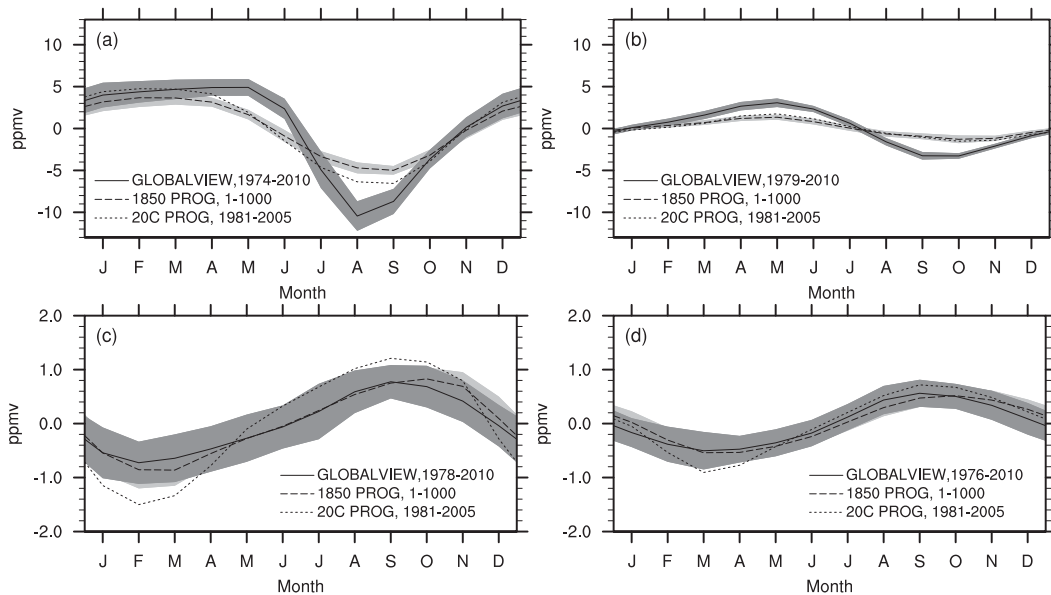 (a)
ppmv
10
5
0
-5
-10
GLOBALVIEW,1974-2010
1850 PROG, 1-1000
20C PROG, 1981-2005
J F M A M J J A S O N D
Month
(b)
ppmv
10
5
0
-5
-10
GLOBALVIEW,1979-2010
1850 PROG, 1-1000
20C PROG, 1981-2005
J F M A M J J A S O N D
Month
(c)
ppmv
2.0
1.0
0.0
-1.0
-2.0
GLOBALVIEW,1978-2010
1850 PROG, 1-1000
20C PROG, 1981-2005
J F M A M J J A S O N D
Month
(d)
ppmv
2.0
1.0
0.0
-1.0
-2.0
GLOBALVIEW,1976-2010
1850 PROG, 1-1000
20C PROG, 1981-2005
J F M A M J J A S O N D
Month